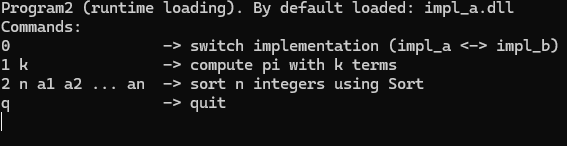 Program2 (runtime loading). By default loaded: impl_a.dll
Commands:
0                  -> switch implementation (impl_a <-> impl_b)
1 k                -> compute pi with k terms
2 n a1 a2 ... an  -> sort n integers using Sort
q                  -> quit